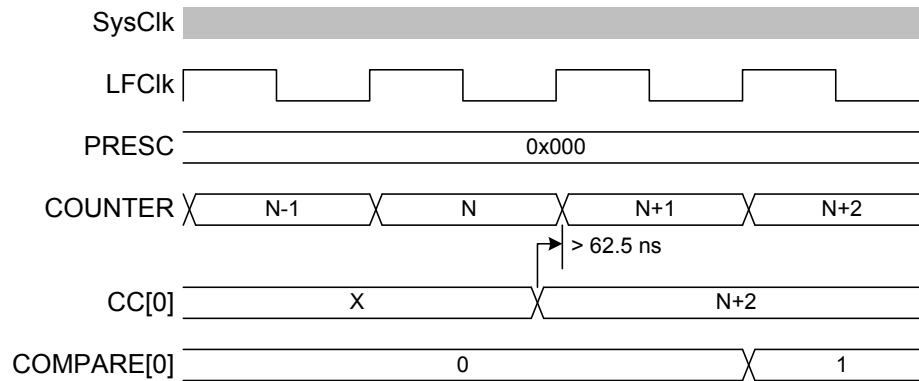 SysClk
LFClk
PRESC 0x000
COUNTER N-1 N N+1 N+2
> 62.5 ns
CC[0] X N+2
COMPARE[0] 0 1